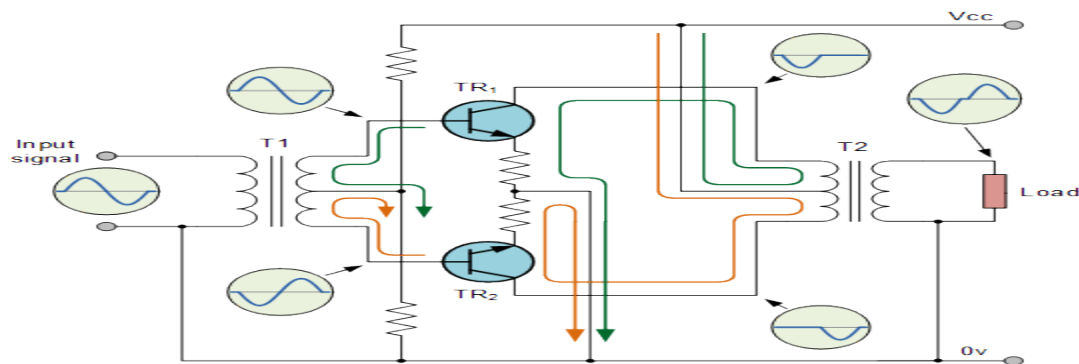 Vcc
TR₁
Input
signal
T1
T2
Load
TR₂
0v